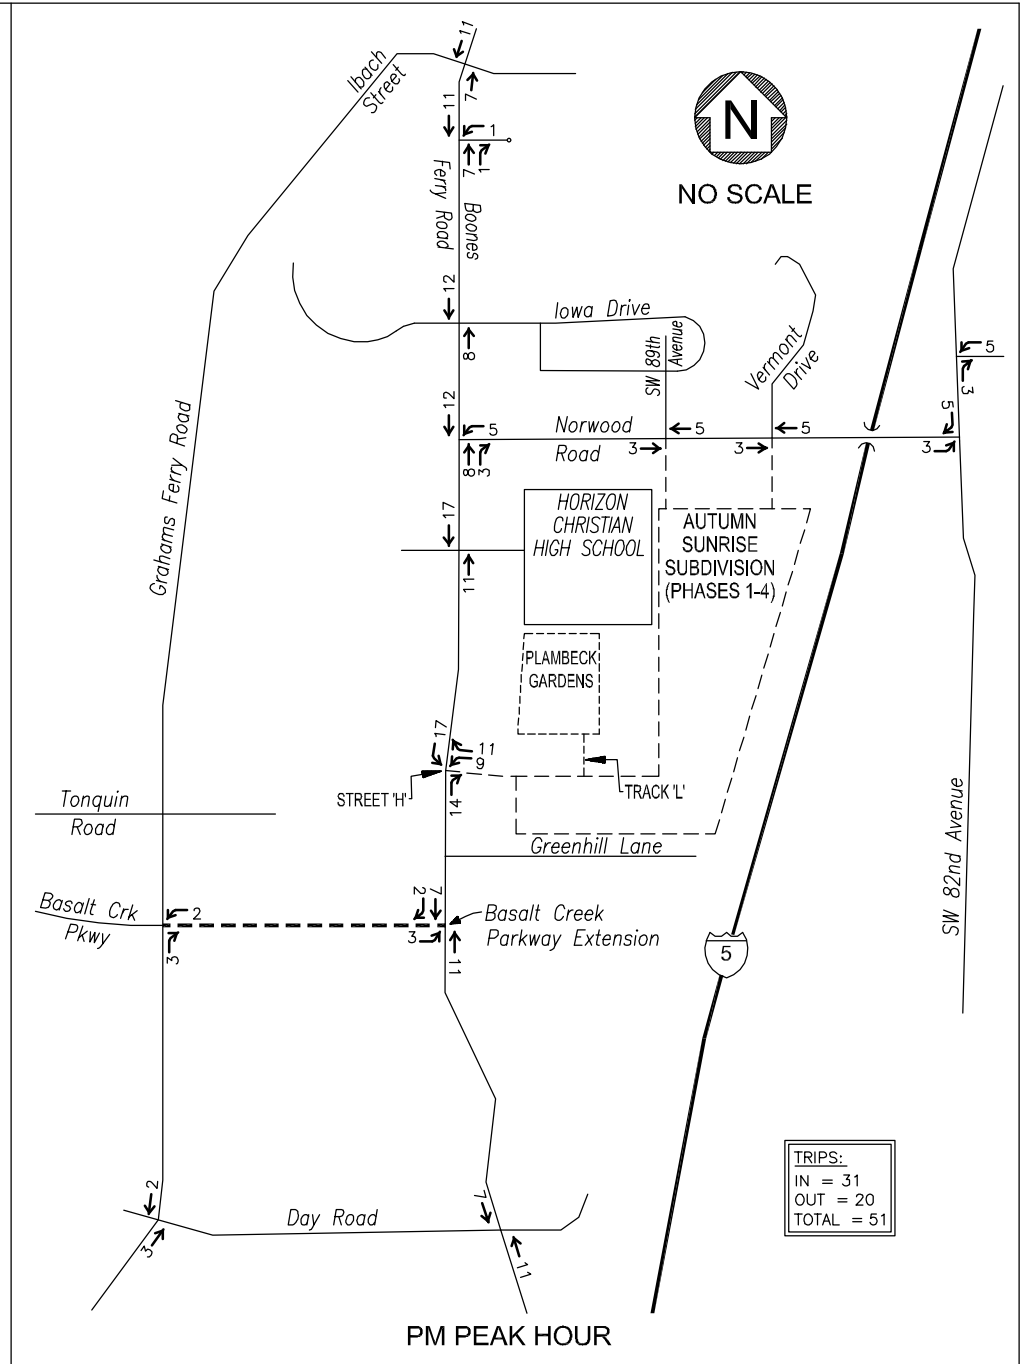 11
Ibach
Street
7
11
1
7
1
N
NO SCALE
Boones
Ferry Road
12
8
Iowa Drive
SW 89th
Avenue
Vermont
Drive
5
3
12
5
8
3
Norwood
Road
5
3
5
3
5
3
Grahams Ferry Road
17
11
HORIZON
CHRISTIAN
HIGH SCHOOL
AUTUMN
SUNRISE
SUBDIVISION
(PHASES 1-4)
PLAMBECK
GARDENS
17
11
9
14
STREET 'H'
TRACK 'L'
Tonquin
Road
Greenhill Lane
SW 82nd Avenue
Basalt Crk
Pkwy
2
3
2
7
3
11
Basalt Creek
Parkway Extension
5
2
3
Day Road
7
11
TRIPS:
IN = 31
OUT = 20
TOTAL = 51
PM PEAK HOUR